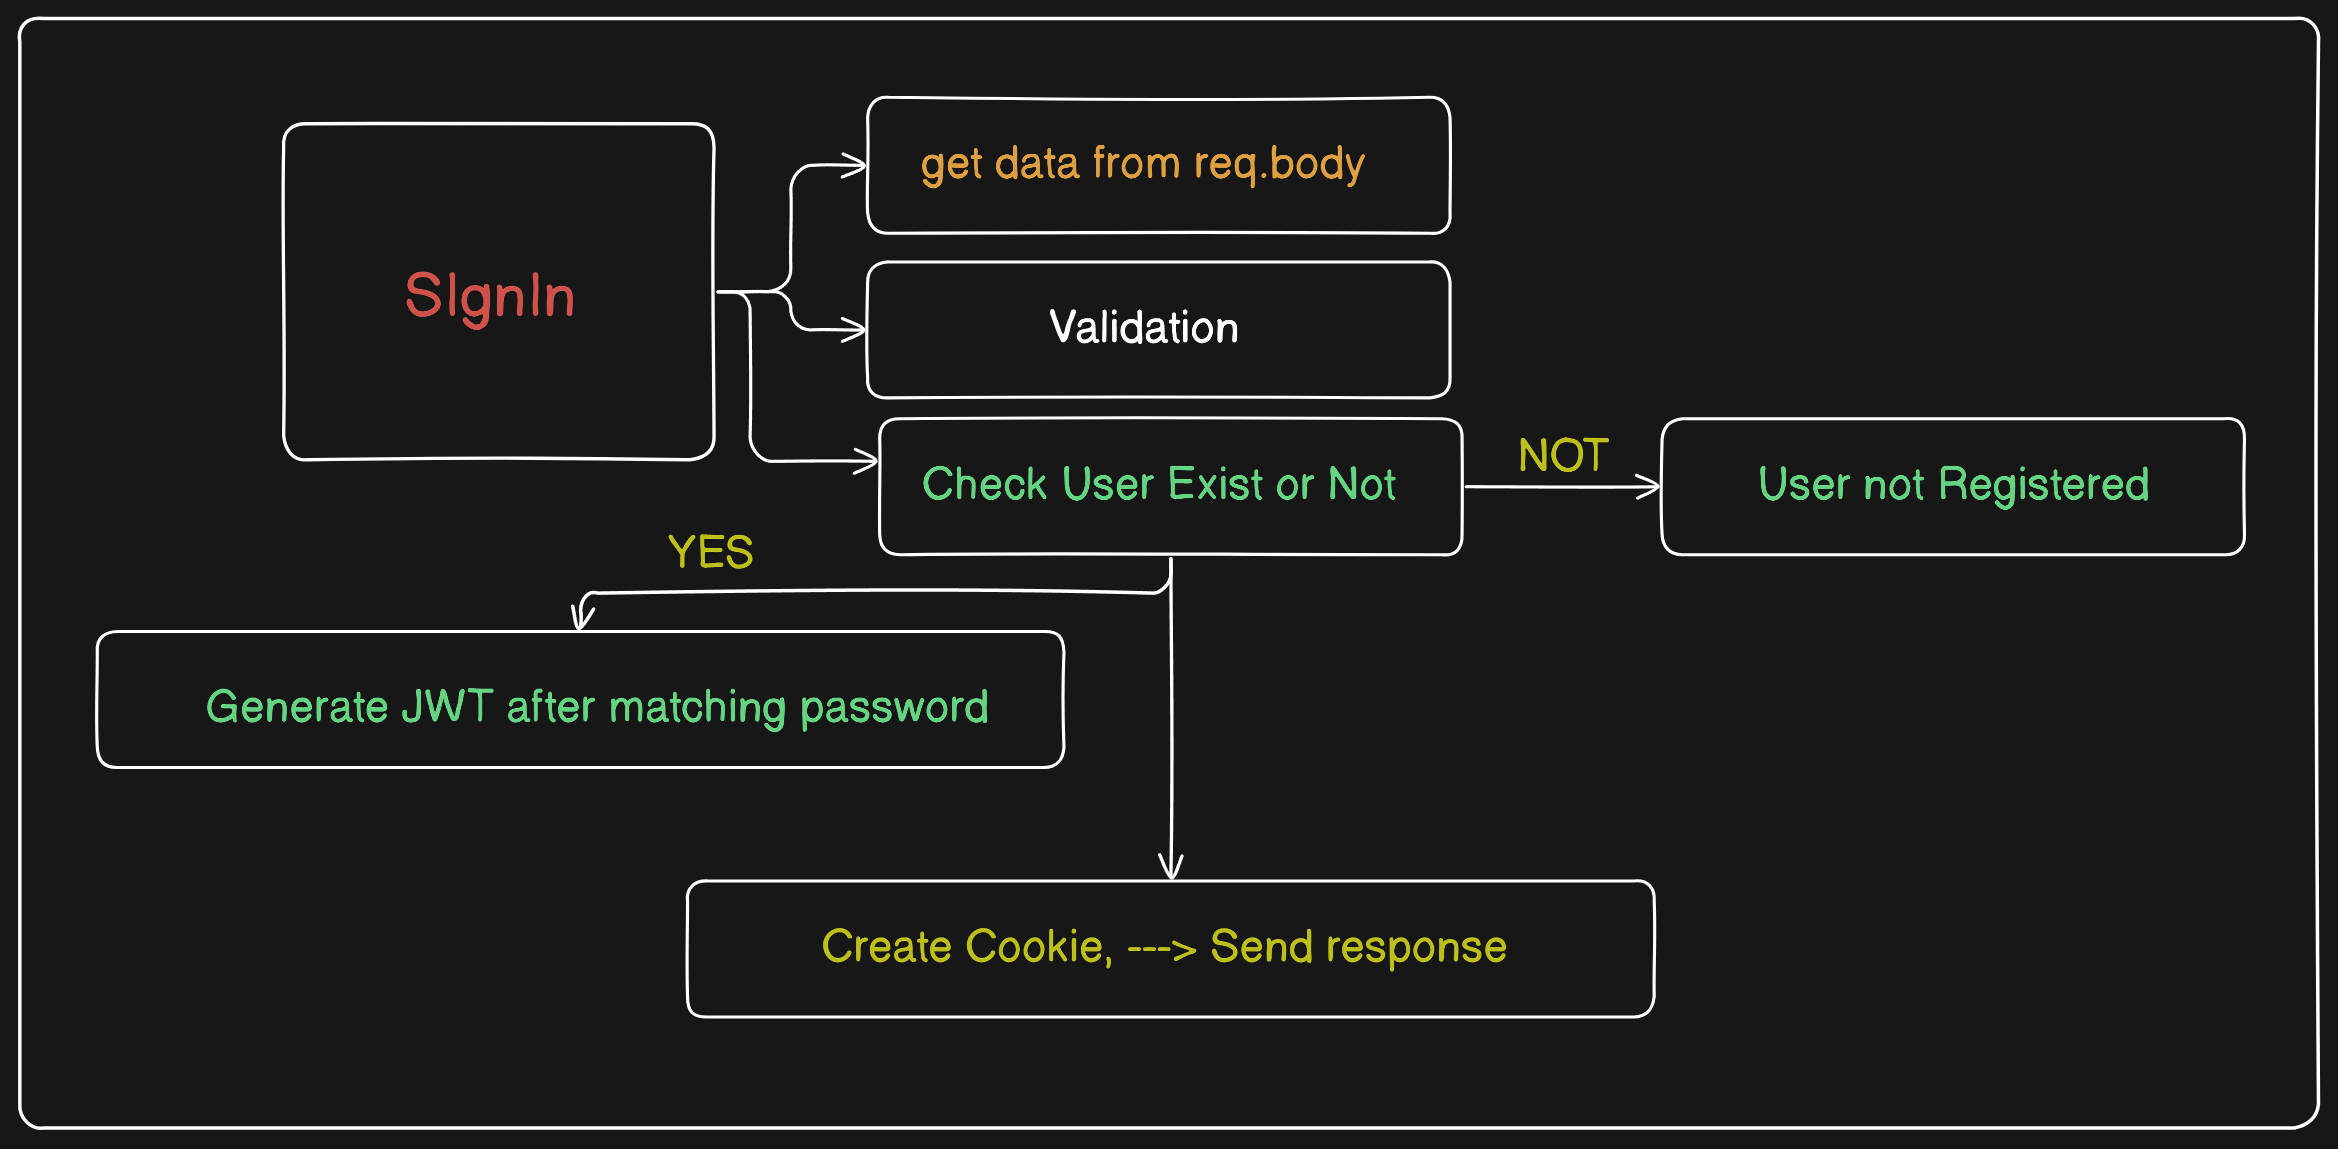 get data from req.body
SIgnIn
Validation
NOT
Check User Exist or Not
User not Registered
YES
Generate JWT after matching password
Create Cookie, ---> Send response